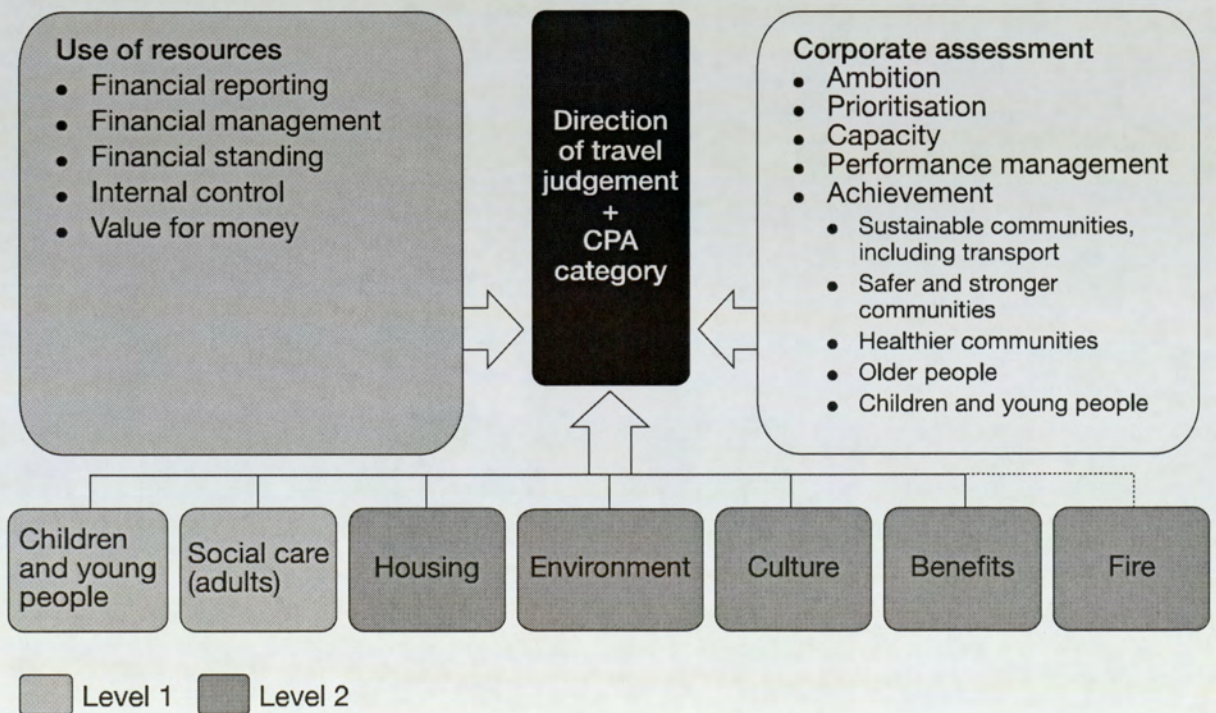 Use of resources
• Financial reporting
• Financial management
• Financial standing
• Internal control
• Value for money
Direction
of travel
judgement
+
CPA
category
Corporate assessment
• Ambition
• Prioritisation
• Capacity
• Performance management
• Achievement
• Sustainable communities,
including transport
• Safer and stronger
communities
• Healthier communities
• Older people
• Children and young people
Children
and young
people
Social care
(adults)
Housing
Environment
Culture
Benefits
Fire
Level 1
Level 2